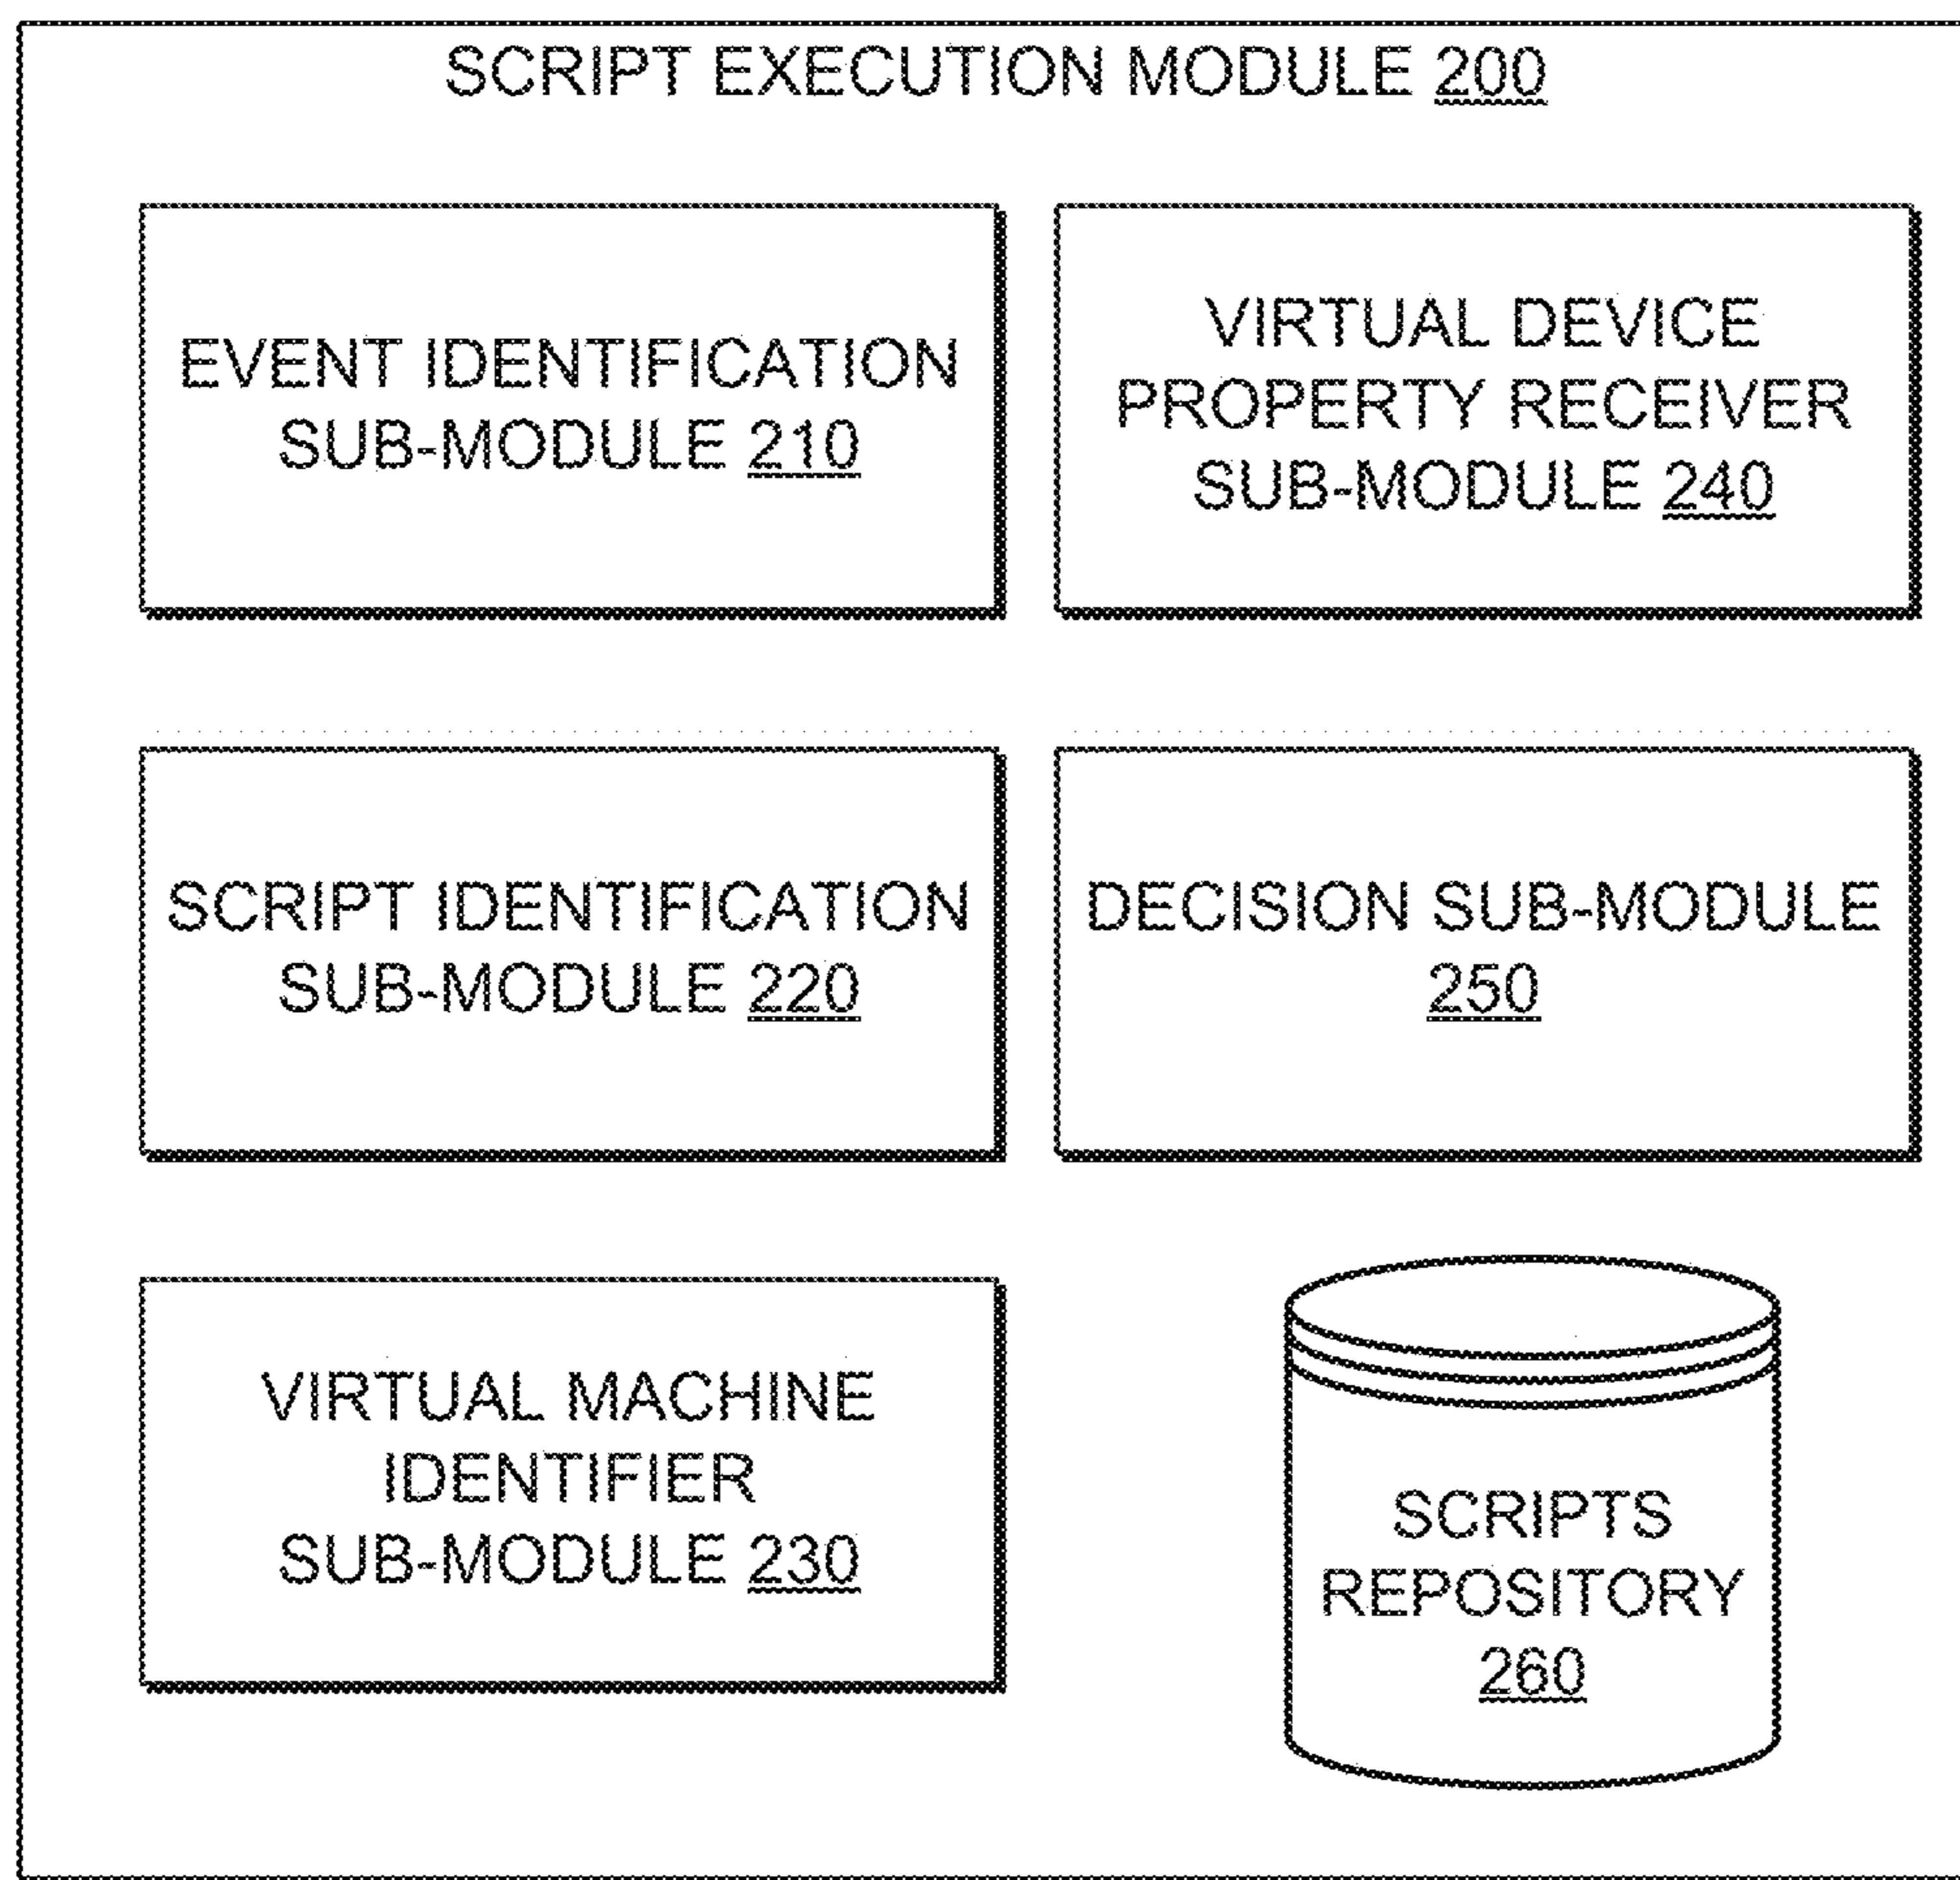 SCRIPT EXECUTION MODULE 200
EVENT IDENTIFICATION
SUB-MODULE 210
VIRTUAL DEVICE
PROPERTY RECEIVER
SUB-MODULE 240
SCRIPT IDENTIFICATION
SUB-MODULE 220
DECISION SUB-MODULE
250
VIRTUAL MACHINE
IDENTIFIER
SUB-MODULE 230
SCRIPTS
REPOSITORY
260